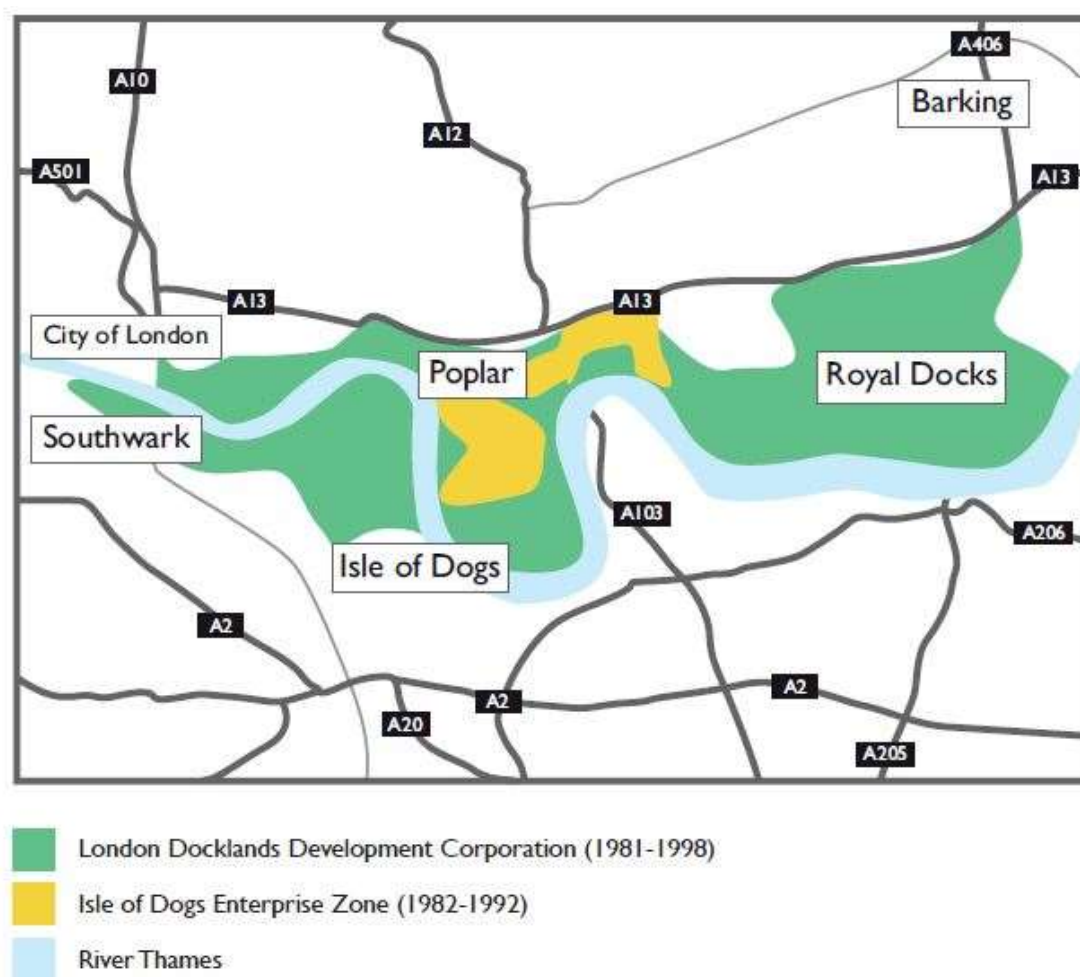 A406
A10
Barking
A12
A501
A13
A13
A13
City of London
Poplar
Royal Docks
Southwark
A103
A206
Isle of Dogs
A2
A2
A2
A20
A205
London Docklands Development Corporation (1981-1998)
Isle of Dogs Enterprise Zone (1982-1992)
River Thames